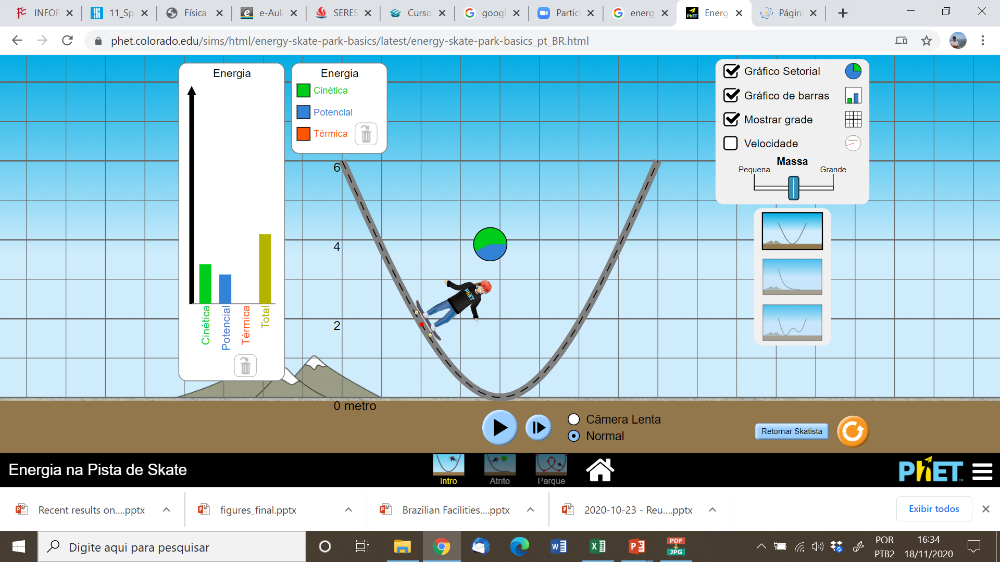 INFOR
11_Sp
Física
e-Aula
SERES
Curso
googl
Partic
energ
Energ
Págin
phet.colorado.edu/sims/html/energy-skate-park-basics/latest/energy-skate-park-basics_pt_BR.html
Energia
Cinética
Potencial
Térmica
Total
Energia
Cinética
Potencial
Térmica
Gráfico Setorial
Gráfico de barras
Mostrar grade
Velocidade
Massa
Pequena
Grande
6
4
2
0 metro
PhET
Câmera Lenta
Normal
Retornar Skatista
Energia na Pista de Skate
Intro
Atrito
Parque
PhET
Recent results on....pptx
figures_final.pptx
Brazilian Facilities....pptx
2020-10-23 - Reu....pptx
Exibir todos
Digite aqui para pesquisar
PDF
JPG
POR
PTB2
16:34
18/11/2020